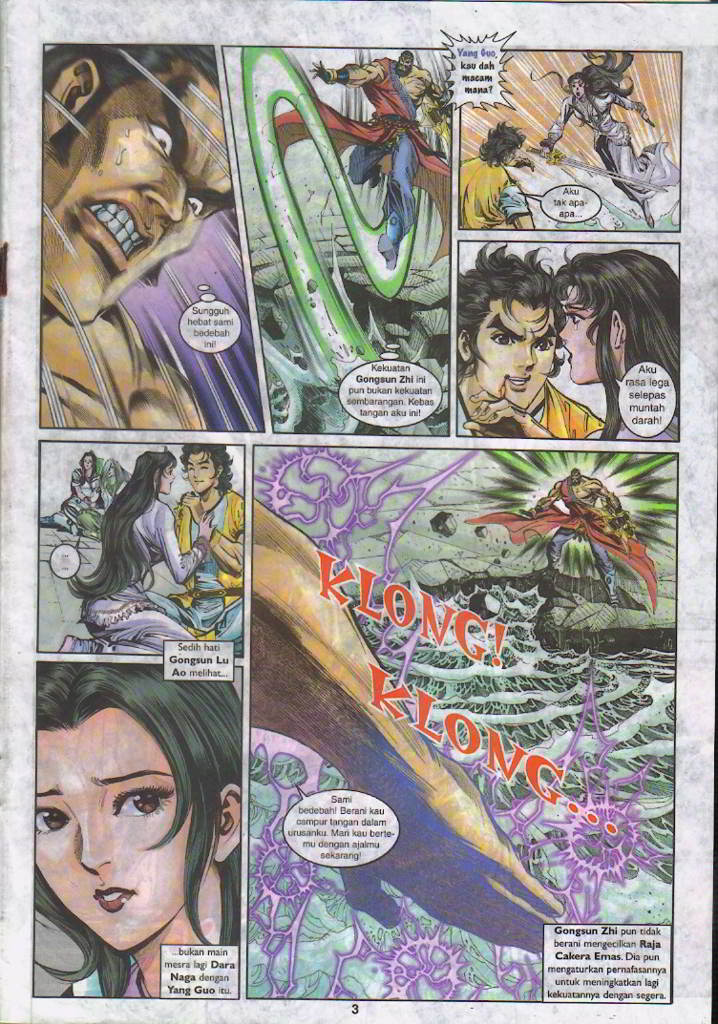 Sungguh
hebat sami
bedebah
ini!
Kekuatan
Gongsun Zhi ini
pun bukan kekuatan
sembarangan. Kebas
tangan aku ini!
Yang Guo,
kau dah
macam
mana?
Aku
tak apa-
apa...
Aku
rasa lega
selepas
muntah
darah!
...
...
Sedih hati
Gongsun Lu
Ao melihat...
...bukan main
mesra lagi Dara
Naga dengan
Yang Guo itu.
KLONG!
KLONG...
Sami
bedebah! Berani kau
campur tangan dalam
urusanku. Mari kau berte-
mu dengan ajalmu
sekarang!
Gongsun Zhi pun tidak
berani mengecilkan Raja
Cakera Emas. Dia pun
mengaturkan pernafasannya
untuk meningkatkan lagi
kekuatannya dengan segera.
3